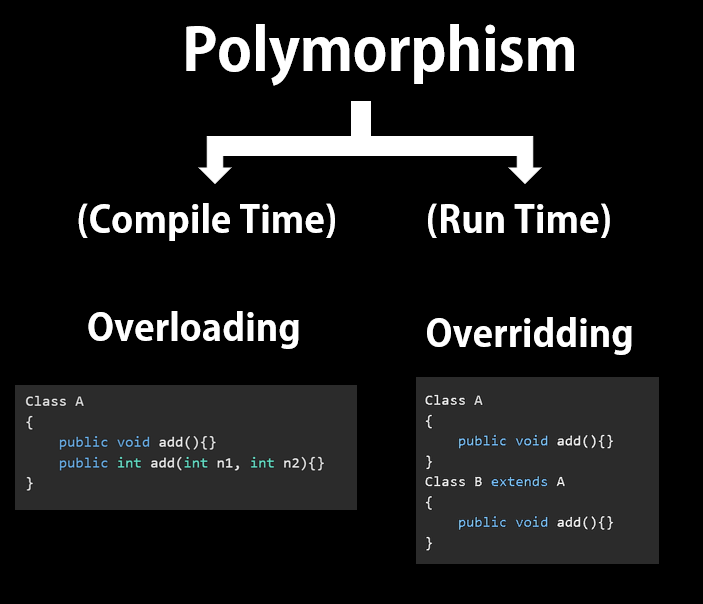 Polymorphism
(Compile Time)
(Run Time)
Overloading
Overridding
Class A
{
    public void add(){}
    public int add(int n1, int n2){}
}
Class A
{
    public void add(){}
}
Class B extends A
{
    public void add(){}
}